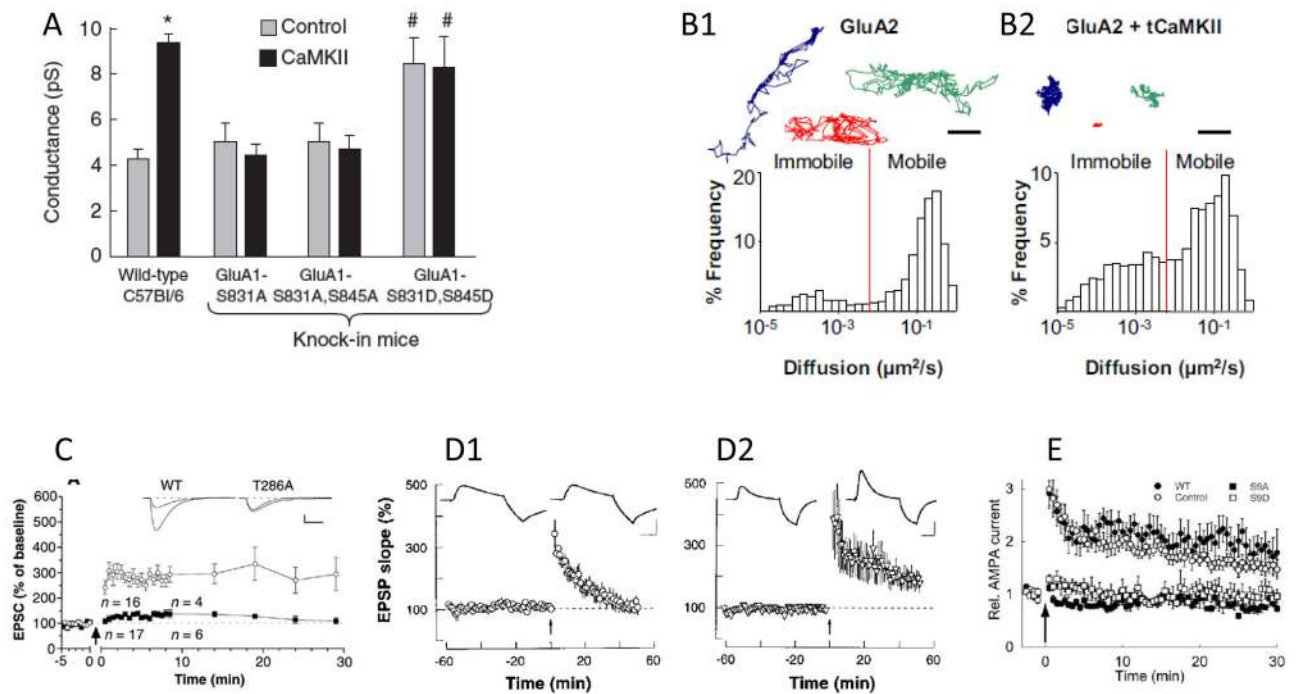 A
Control
CaMKII
*
#
#
Conductance (pS)
10
8
6
4
2
0
Wild-type
C57Bl/6
GluA1-
S831A
GluA1-
S831A,S845A
GluA1-
S831D,S845D
Knock-in mice
B1
GluA2
Immobile
Mobile
% Frequency
20
10
10-5
10-3
10-1
Diffusion (µm2/s)
B2
GluA2 + tCaMKII
Immobile
Mobile
% Frequency
10
5
10-5
10-3
10-1
Diffusion (µm2/s)
C
WT
T286A
EPSC (% of baseline)
600
500
400
300
200
100
0
n = 16
n = 4
n = 17
n = 6
-5
0
10
20
30
Time (min)
D1
EPSP slope (%)
500
300
100
-60
-20
0
60
Time (min)
D2
500
300
100
-60
-20
0
60
Time (min)
E
WT
S9A
Control
S9D
Rel. AMPA current
3
2
1
0
0
10
20
30
Time (min)